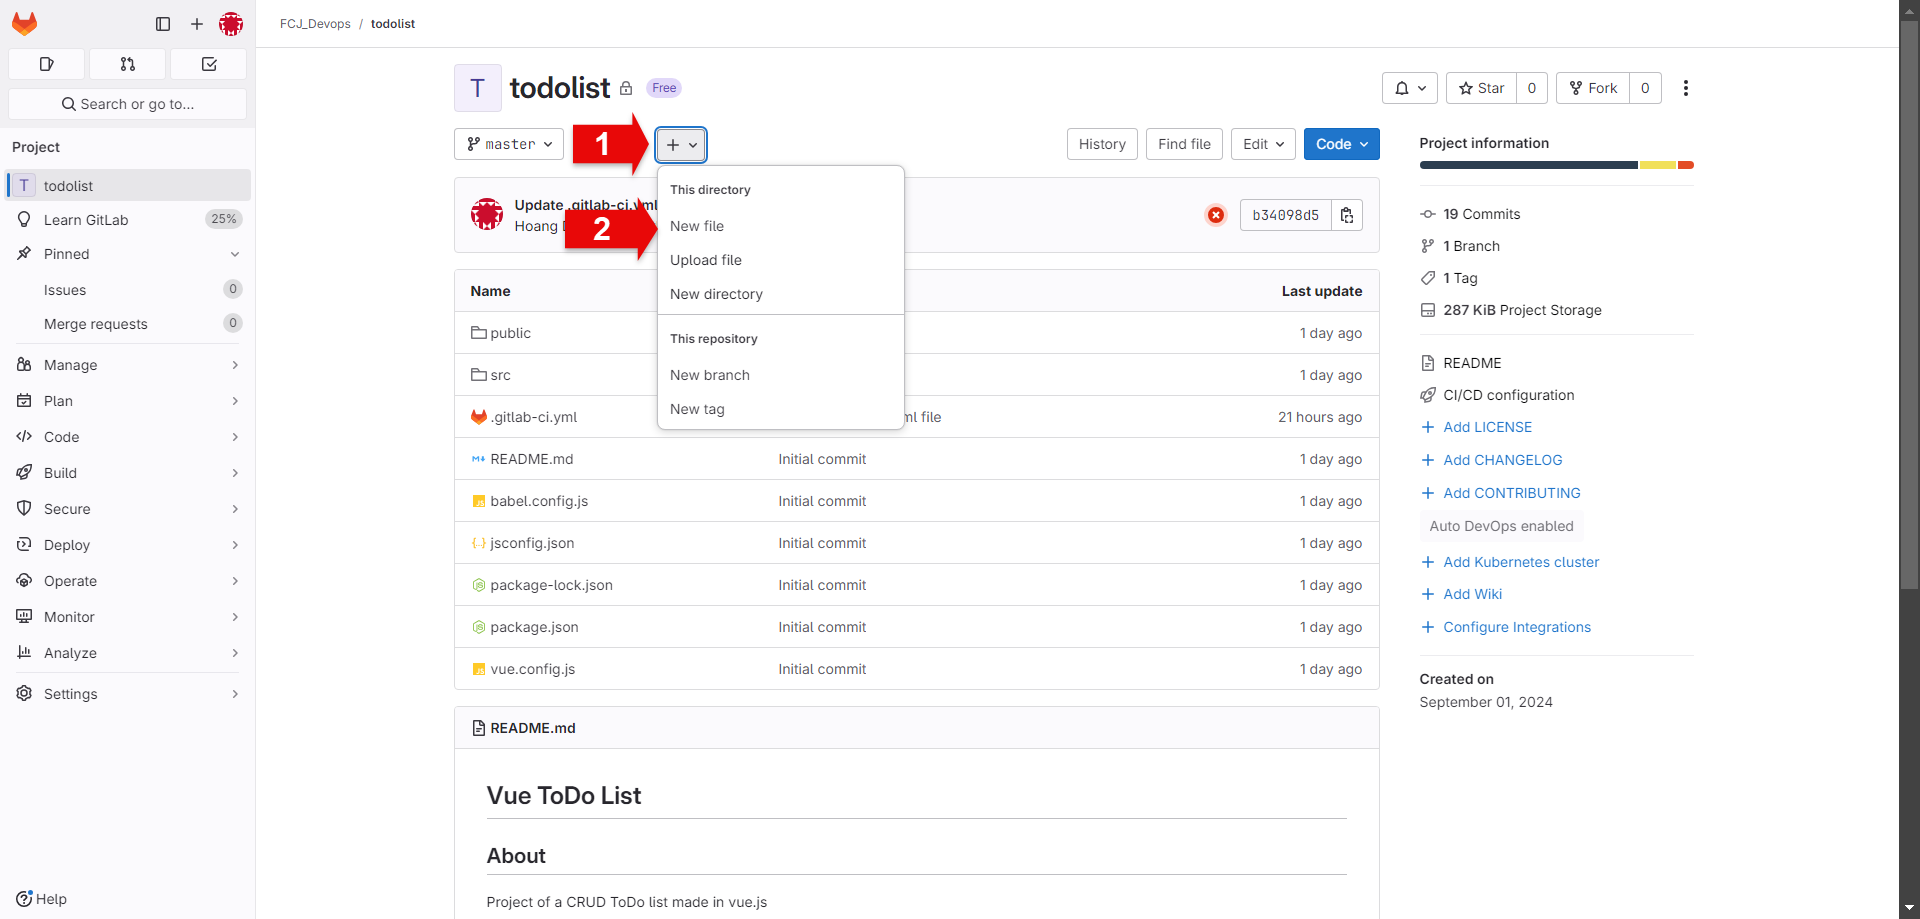 FCJ_Devops / todolist
Search or go to...
Project
T todolist
Learn GitLab 25%
Pinned
Issues 0
Merge requests 0
Manage
Plan
Code
Build
Secure
Deploy
Operate
Monitor
Analyze
Settings
Help
T todolist Free
Star 0
Fork 0
master
1
History
Find file
Edit
Code
Update .gitlab-ci.yml
Hoang
2
b34098d5
This directory
New file
Upload file
New directory
This repository
New branch
New tag
Name Last update
public 1 day ago
src 1 day ago
.gitlab-ci.yml file 21 hours ago
README.md Initial commit 1 day ago
babel.config.js Initial commit 1 day ago
jsconfig.json Initial commit 1 day ago
package-lock.json Initial commit 1 day ago
package.json Initial commit 1 day ago
vue.config.js Initial commit 1 day ago
README.md
Vue ToDo List
About
Project of a CRUD ToDo list made in vue.js
Project information
19 Commits
1 Branch
1 Tag
287 KiB Project Storage
README
CI/CD configuration
Add LICENSE
Add CHANGELOG
Add CONTRIBUTING
Auto DevOps enabled
Add Kubernetes cluster
Add Wiki
Configure Integrations
Created on
September 01, 2024